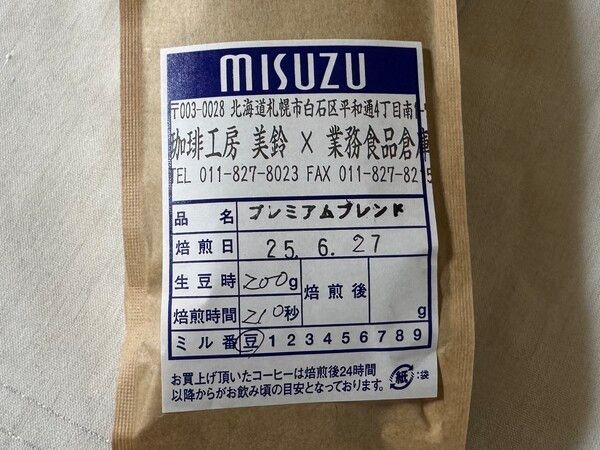 MISUZU
〒003-0028 北海道札幌市白石区平和通4丁目南1-
珈琲工房 美鈴 × 業務食品倉庫
TEL 011-827-8023 FAX 011-827-8215
品名 プレミアムブレンド
焙煎日 25.6.27
生豆時 200g 焙煎後 g
焙煎時間 210秒
ミル番 豆 1 2 3 4 5 6 7 8 9
お買上げ頂いたコーヒーは焙煎後24時間
以降からがお飲み頃の目安となっております。
紙 :袋